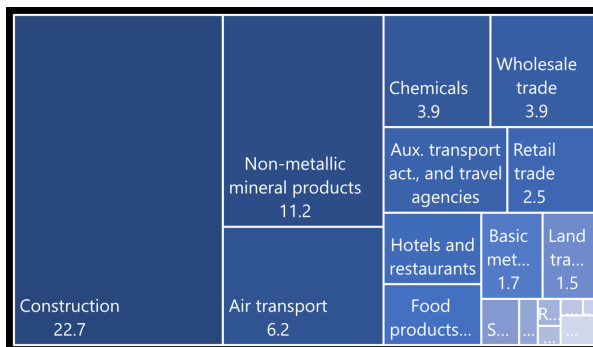 Construction
22.7
Non-metallic
mineral products
11.2
Air transport
6.2
Chemicals
3.9
Wholesale
trade
3.9
Aux. transport
act., and travel
agencies
Retail
trade
2.5
Hotels and
restaurants
Food
products...
Basic
met...
1.7
Land
tra...
1.5
S...
...
R...
...
...
...
...